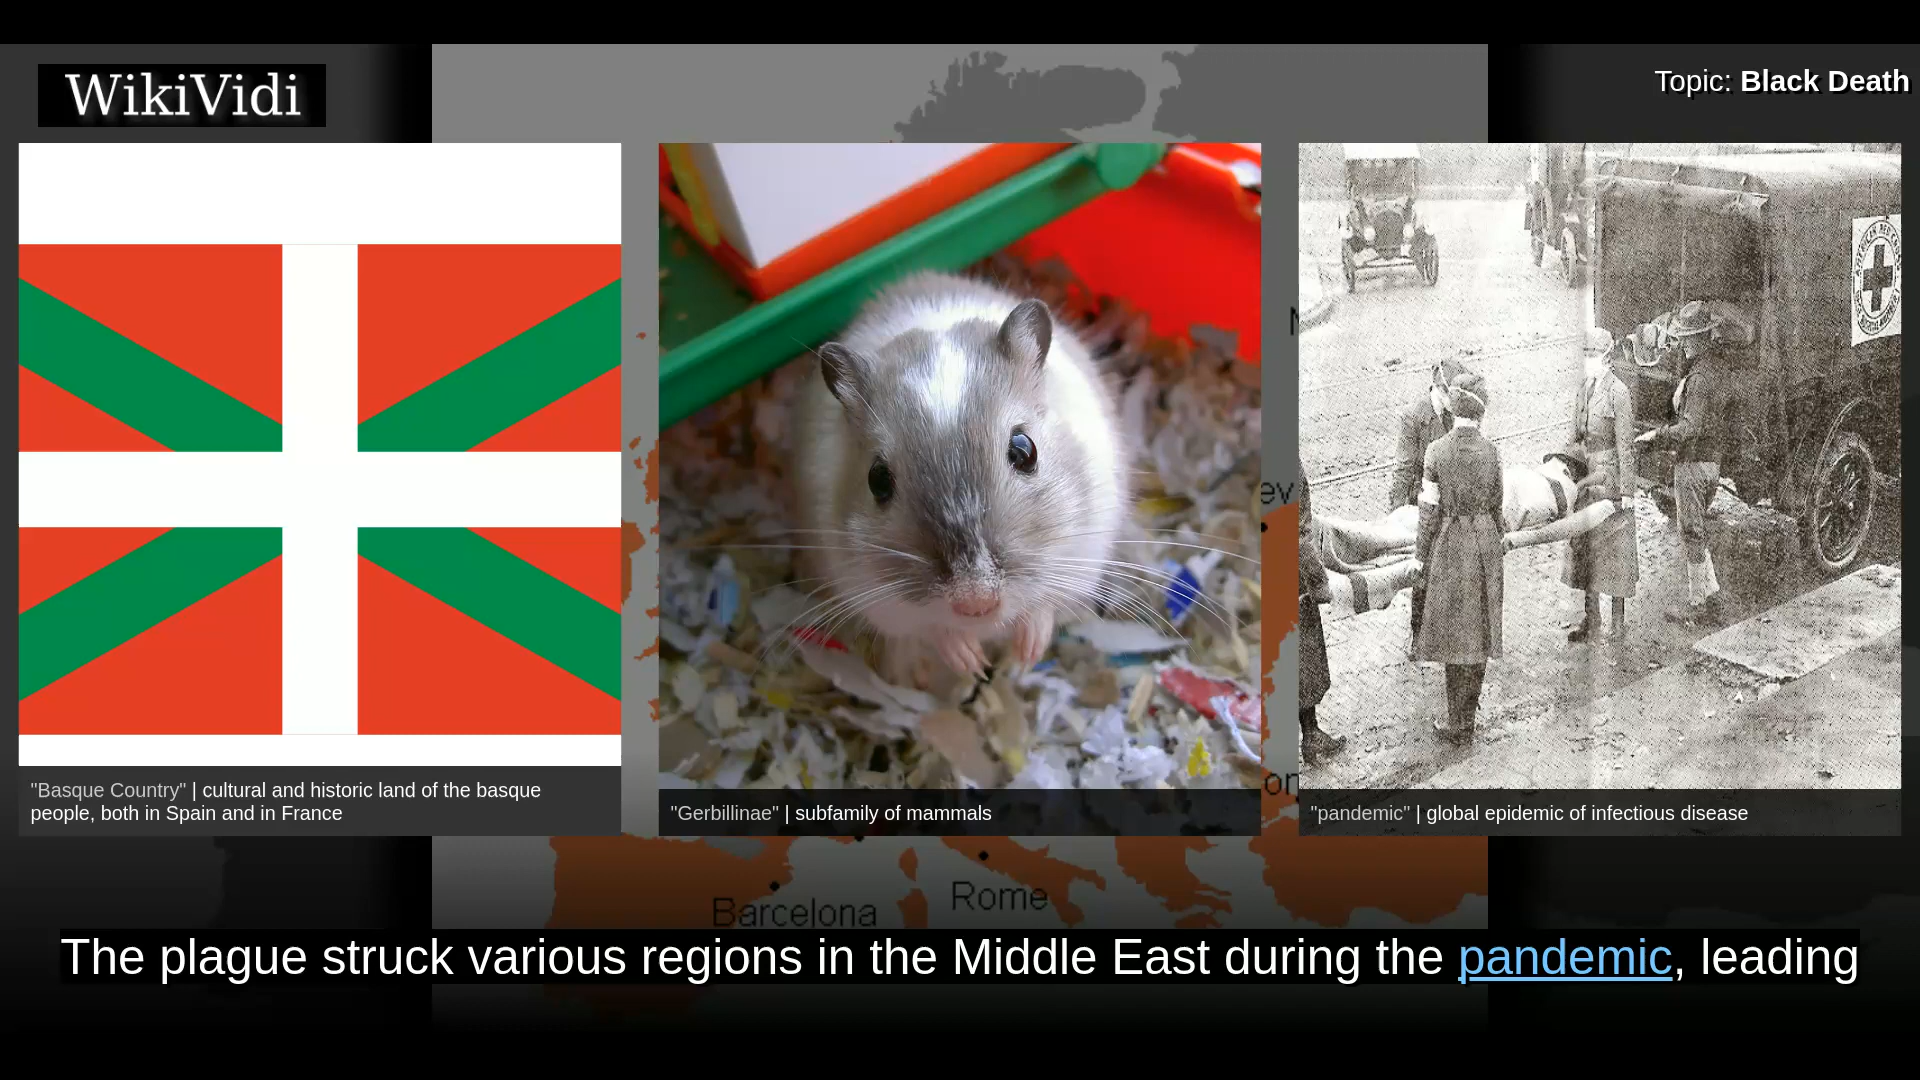 WikiVidi
Topic: Black Death
"Basque Country" | cultural and historic land of the basque
people, both in Spain and in France
"Gerbillinae" | subfamily of mammals
"pandemic" | global epidemic of infectious disease
Barcelona
Rome
The plague struck various regions in the Middle East during the pandemic, leading